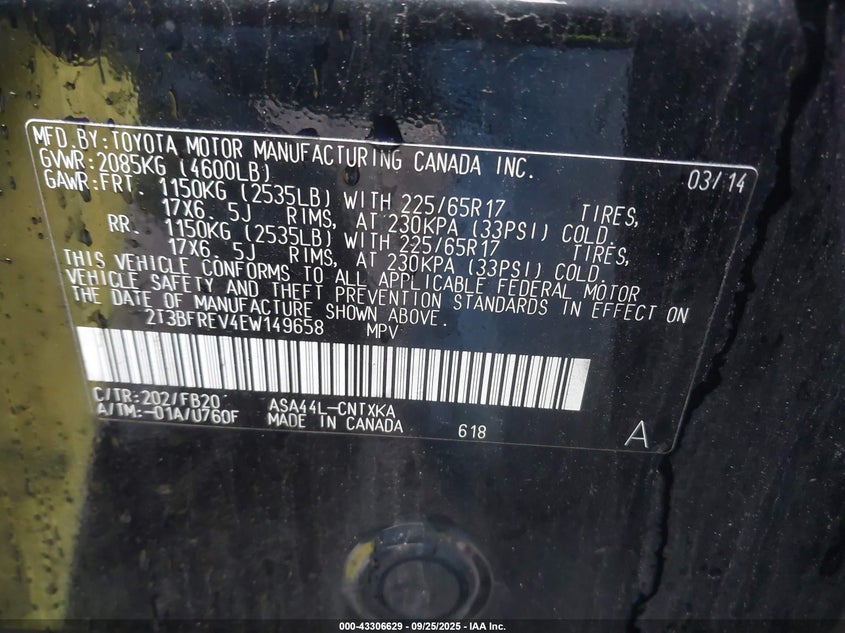 MFD.BY:TOYOTA MOTOR MANUFACTURING CANADA INC. 03/14
GVWR:2085KG (4600LB)
GAWR:FRT. 1150KG (2535LB) WITH 225/65R17 TIRES,
17X6. 5J RIMS, AT 230KPA (33PSI) COLD.
RR. 1150KG (2535LB) WITH 225/65R17 TIRES,
17X6. 5J RIMS, AT 230KPA (33PSI) COLD.
THIS VEHICLE CONFORMS TO ALL APPLICABLE FEDERAL MOTOR
VEHICLE SAFETY AND THEFT PREVENTION STANDARDS IN EFFECT ON
THE DATE OF MANUFACTURE SHOWN ABOVE.
2T3BFREV4EW149658 MPV
C/TR:202/FB20 ASA44L-CNTXKA
A/TM:-01A/U760F MADE IN CANADA 618 A
000-43306629 - 09/25/2025 - IAA Inc.